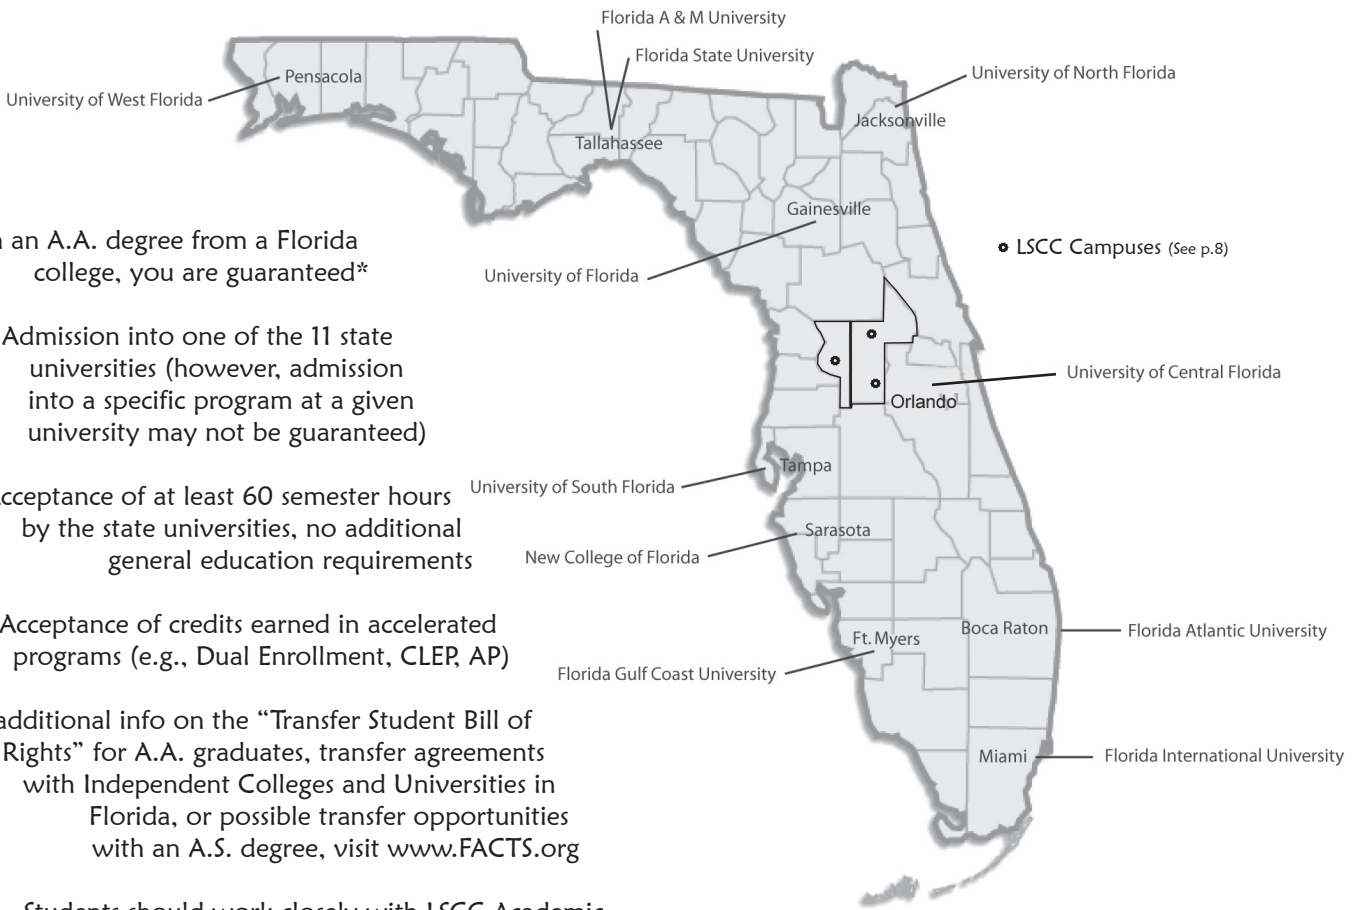 Florida A & M University
Florida State University
University of North Florida
Pensacola
University of West Florida
Jacksonville
Tallahassee
Gainesville
an A.A. degree from a Florida
college, you are guaranteed*
LSCC Campuses (See p.8)
University of Florida
Admission into one of the 11 state
universities (however, admission
into a specific program at a given
university may not be guaranteed)
University of Central Florida
Orlando
Tampa
University of South Florida
cceptance of at least 60 semester hours
by the state universities, no additional
general education requirements
Sarasota
New College of Florida
Acceptance of credits earned in accelerated
programs (e.g., Dual Enrollment, CLEP, AP)
Ft. Myers
Boca Raton
Florida Atlantic University
Florida Gulf Coast University
additional info on the “Transfer Student Bill of
Rights” for A.A. graduates, transfer agreements
with Independent Colleges and Universities in
Florida, or possible transfer opportunities
with an A.S. degree, visit www.FACTS.org
Miami
Florida International University
Students should work closely with LSCC Academic